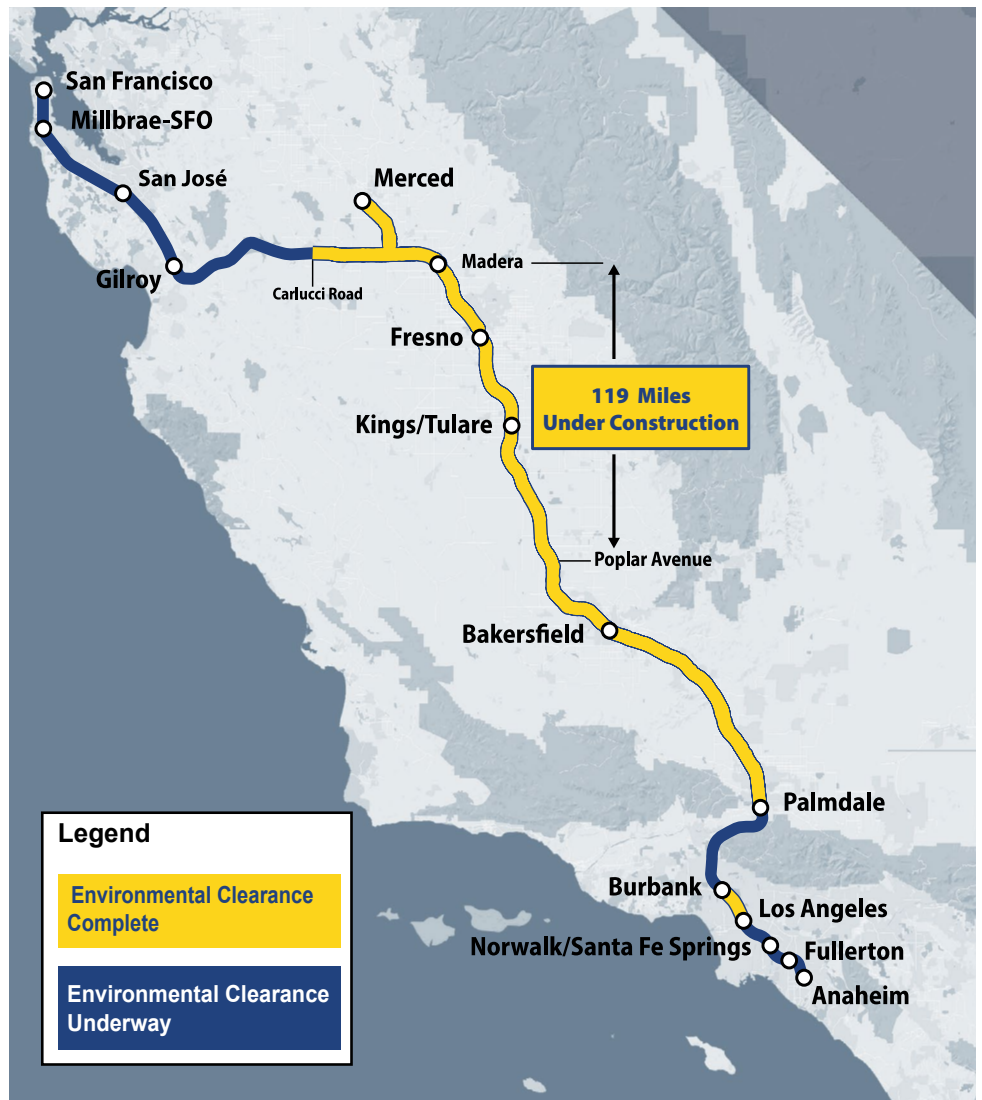 San Francisco
Millbrae-SFO
San José
Merced
Gilroy
Madera
Carlucci Road
Fresno
119 Miles
Under Construction
Kings/Tulare
Poplar Avenue
Bakersfield
Palmdale
Burbank
Los Angeles
Norwalk/Santa Fe Springs
Fullerton
Anaheim
Legend
Environmental Clearance
Complete
Environmental Clearance
Underway